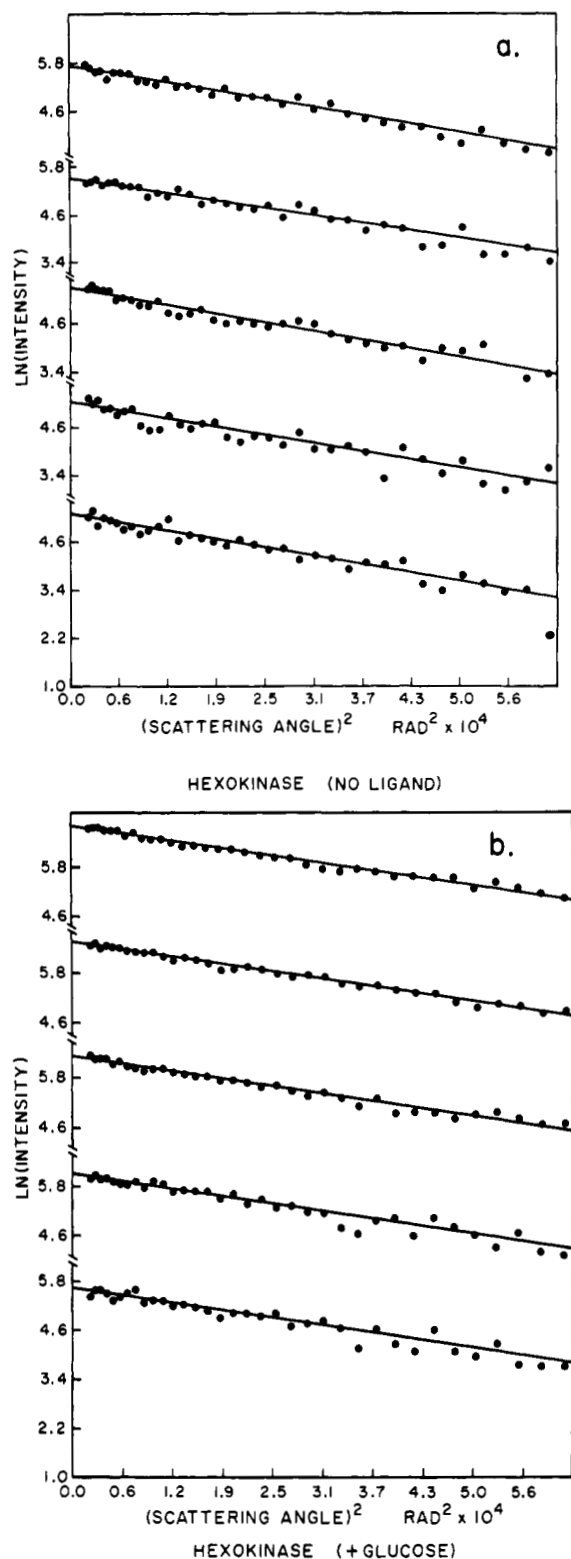 a.
5.8
4.6
5.8
4.6
3.4
4.6
3.4
4.6
3.4
4.6
3.4
2.2
1.0
LN(INTENSITY)
0.0 0.6 1.2 1.9 2.5 3.1 3.7 4.3 5.0 5.6
(SCATTERING ANGLE)² RAD² x 10⁴
HEXOKINASE (NO LIGAND)
b.
5.8
4.6
5.8
4.6
5.8
4.6
5.8
4.6
5.8
4.6
3.4
2.2
1.0
LN(INTENSITY)
0.0 0.6 1.2 1.9 2.5 3.1 3.7 4.3 5.0 5.6
(SCATTERING ANGLE)² RAD² x 10⁴
HEXOKINASE (+GLUCOSE)